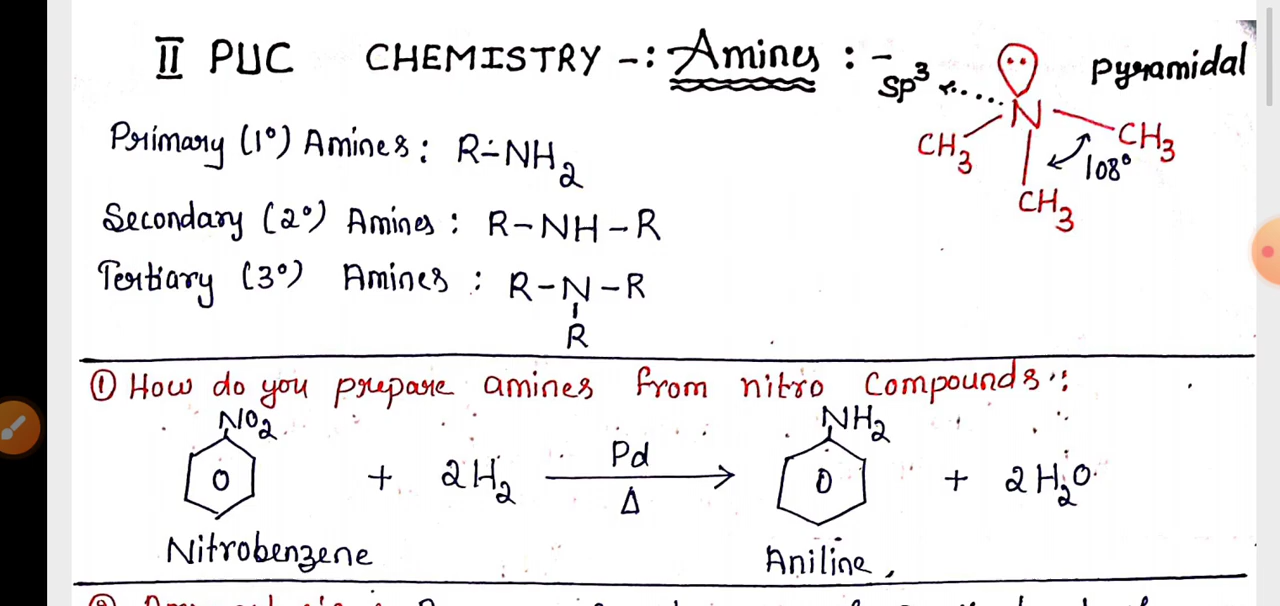 II PUC CHEMISTRY -: Amines : -
Sp³
pyramidal
N
CH₃
CH₃
CH₃
108°
Primary (1°) Amines : R-NH₂
Secondary (2°) Amines : R-NH-R
Tertiary (3°) Amines : R-N-R
R
① How do you prepare amines from nitro compounds :
NO₂
NH₂
+ 2H₂
Pd
Δ
+ 2H₂O
Nitrobenzene
Aniline,